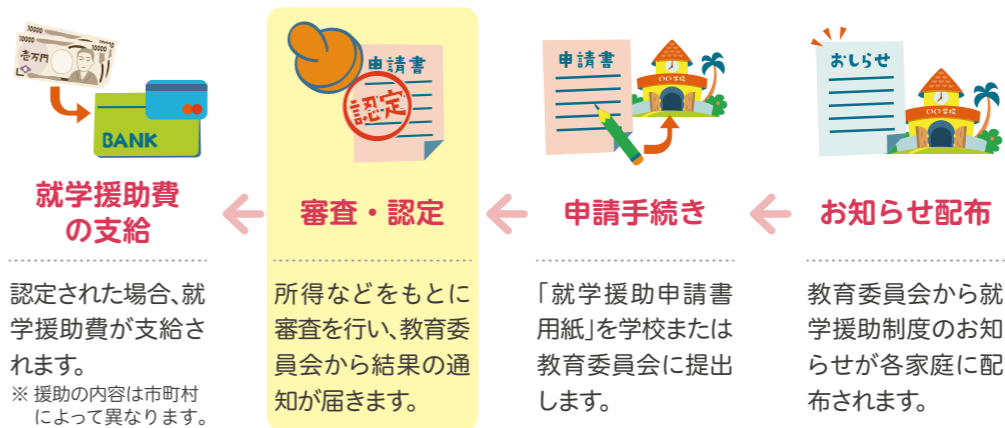 おしらせ
〇〇学校
お知らせ配布
教育委員会から就
学援助制度のお知
らせが各家庭に配
布されます。
申請書
〇〇学校
申請手続き
「就学援助申請書
用紙」を学校または
教育委員会に提出
します。
申請書
認定
審査・認定
所得などをもとに
審査を行い、教育委
員会から結果の通
知が届きます。
10000
10000
10000
壱万円
BANK
就学援助費
の支給
認定された場合、就
学援助費が支給さ
れます。
※ 援助の内容は市町村
によって異なります。